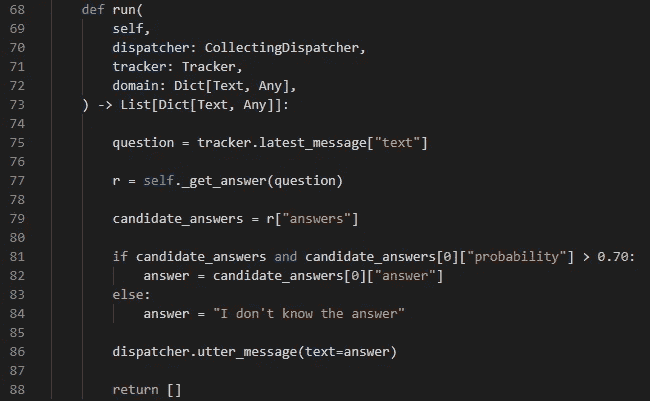 68 def run(
69 self,
70 dispatcher: CollectingDispatcher,
71 tracker: Tracker,
72 domain: Dict[Text, Any],
73 ) -> List[Dict[Text, Any]]:
74
75 question = tracker.latest_message["text"]
76
77 r = self._get_answer(question)
78
79 candidate_answers = r["answers"]
80
81 if candidate_answers and candidate_answers[0]["probability"] > 0.70:
82 answer = candidate_answers[0]["answer"]
83 else:
84 answer = "I don't know the answer"
85
86 dispatcher.utter_message(text=answer)
87
88 return []